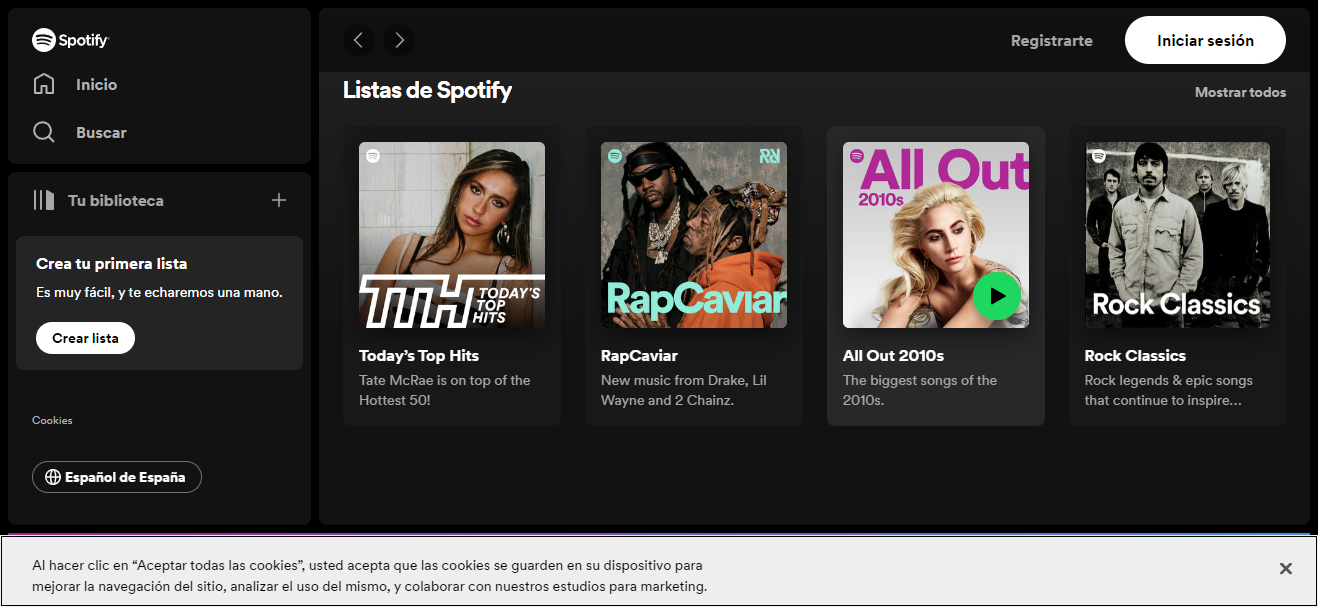 Spotify
Inicio
Buscar
Tu biblioteca
Crea tu primera lista
Es muy fácil, y te echaremos una mano.
Crear lista
Cookies
Español de España
Registrarte
Iniciar sesión
Listas de Spotify
Mostrar todos
TTH TODAY'S
TOP
HITS
Today's Top Hits
Tate McRae is on top of the
Hottest 50!
RapCaviar
RapCaviar
New music from Drake, Lil
Wayne and 2 Chainz.
All Out
2010s
All Out 2010s
The biggest songs of the
2010s.
Rock Classics
Rock Classics
Rock legends & epic songs
that continue to inspire...
Al hacer clic en “Aceptar todas las cookies”, usted acepta que las cookies se guarden en su dispositivo para
mejorar la navegación del sitio, analizar el uso del mismo, y colaborar con nuestros estudios para marketing.